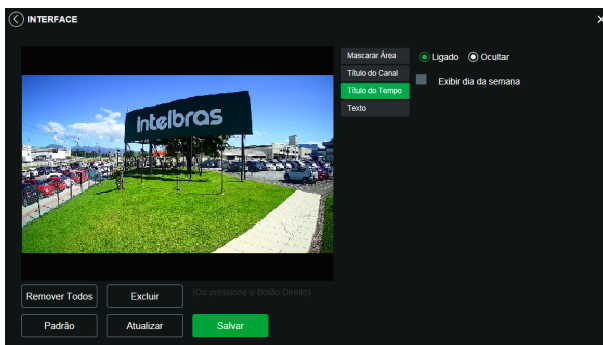 INTERFACE
Mascarar Área
Ligado
Ocultar
Título do Canal
Exibir dia da semana
Título do Tempo
Texto
intelbras
Remover Todos
Excluir
(Ou pressione o Botão Direito)
Padrão
Atualizar
Salvar